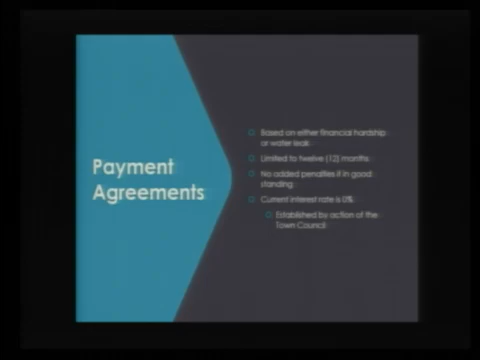 Payment
Agreements
Based on either financial hardship
or water leak
Limited to twelve (12) months
No added penalties if in good
standing
Current interest rate is 0%
Established by action of the
Town Council